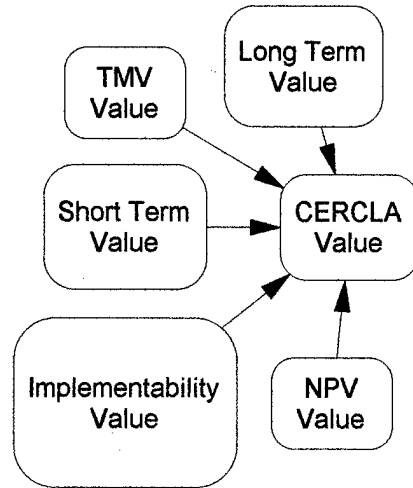 Long Term
Value
TMV
Value
Short Term
Value
CERCLA
Value
Implementability
Value
NPV
Value